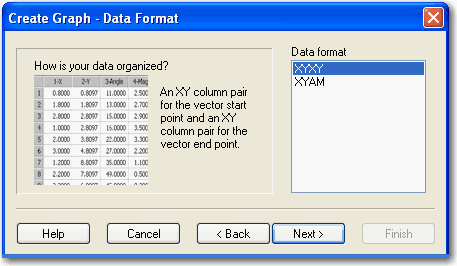 Create Graph - Data Format
How is your data organized?
1-X 2-Y 3-Angle 4-Mag
1 0.8000 0.8097 11.0000 2.500
2 1.8000 1.8097 13.0000 2.700
3 2.8000 2.8097 15.0000 2.900
4 1.0000 2.8097 16.0000 3.500
5 2.0000 3.8097 22.0000 3.300
6 3.0000 4.8097 27.0000 2.200
7 1.2000 8.8097 35.0000 1.100
8 2.2000 7.8097 49.0000 0.500
An XY column pair
for the vector start
point and an XY
column pair for the
vector end point.
Data format
XYXY
XYAM
Help
Cancel
< Back
Next >
Finish